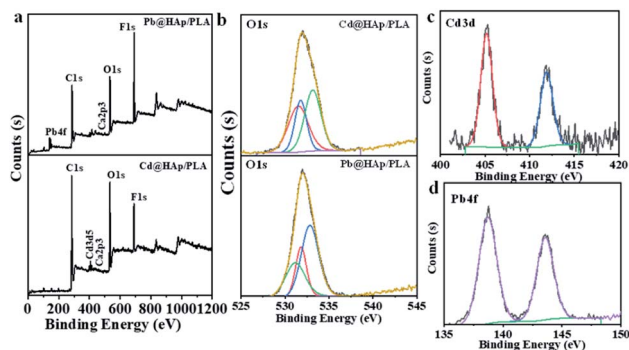 a
Pb@HAp/PLA
F1s
C1s
O1s
Ca2p3
Pb4f
Cd@HAp/PLA
C1s
O1s
F1s
Cd3d5
Ca2p3
Counts (s)
0 200 400 600 800 1000 1200
Binding Energy (eV)
b
O1s
Cd@HAp/PLA
O1s
Pb@HAp/PLA
Counts (s)
525 530 535 540 545
Binding Energy (eV)
c
Cd3d
Counts (s)
400 405 410 415 420
Binding Energy (eV)
d
Pb4f
Counts (s)
135 140 145 150
Binding Energy (eV)